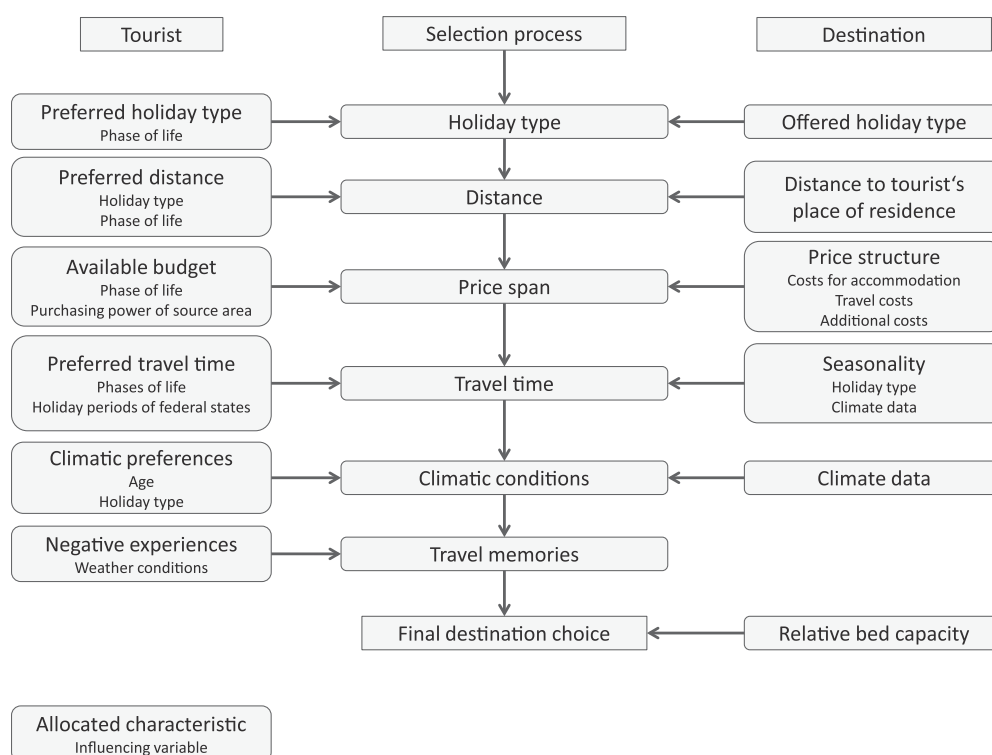 Tourist
Selection process
Destination
Preferred holiday type
Phase of life
Holiday type
Offered holiday type
Preferred distance
Holiday type
Phase of life
Distance
Distance to tourist‘s
place of residence
Available budget
Phase of life
Purchasing power of source area
Price span
Price structure
Costs for accommodation
Travel costs
Additional costs
Preferred travel time
Phases of life
Holiday periods of federal states
Travel time
Seasonality
Holiday type
Climate data
Climatic preferences
Age
Holiday type
Climatic conditions
Climate data
Negative experiences
Weather conditions
Travel memories
Final destination choice
Relative bed capacity
Allocated characteristic
Influencing variable